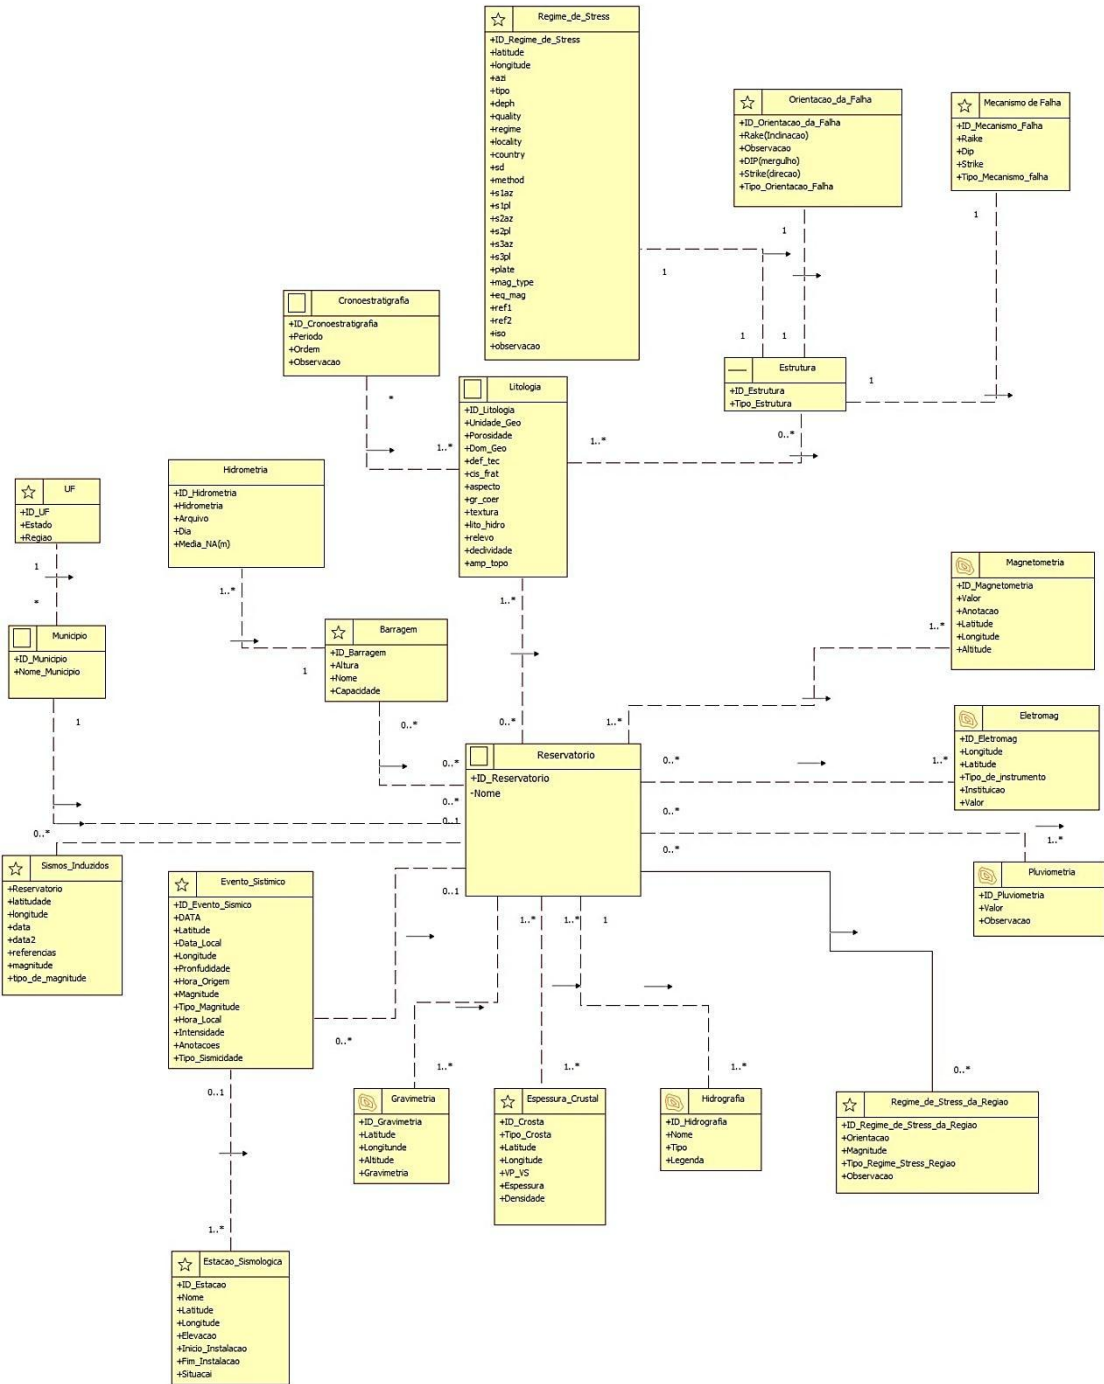 Regime_de_Stress
+ID_Regime_de_Stress
+latitude
+longitude
+azi
+tipo
+deph
+quality
+regime
+locality
+country
+sd
+method
+s1az
+s1pl
+s2az
+s2pl
+s3az
+s3pl
+plate
+mag_type
+eq_mag
+ref1
+ref2
+iso
+observacao
Orientacao_da_Falha
+ID_Orientacao_da_Falha
+Rake(Inclinacao)
+Observacao
+DIP(mergulho)
+Strike(direcao)
+Tipo_Orientacao_Falha
Mecanismo de Falha
+ID_Mecanismo_Falha
+Raike
+Dip
+Strike
+Tipo_Mecanismo_falha
1
1
1
1
1
1
Cronoestratigrafia
+ID_Cronoestratigrafia
+Periodo
+Ordem
+Observacao
*
1..*
Litologia
+ID_Litologia
+Unidade_Geo
+Porosidade
+Dom_Geo
+def_tec
+cis_frat
+aspecto
+gr_coer
+textura
+lito_hidro
+relevo
+declividade
+amp_topo
1..*
0..*
Estrutura
+ID_Estrutura
+Tipo_Estrutura
Hidrometria
+ID_Hidrometria
+Hidrometria
+Arquivo
+Dia
+Media_NA(m)
1..*
1
UF
+ID_UF
+Estado
+Regiao
1
*
Municipio
+ID_Municipio
+Nome_Municipio
1
Barragem
+ID_Barragem
+Altura
+Nome
+Capacidade
0..*
0..*
1..*
0..*
Magnetometria
+ID_Magnetometria
+Valor
+Anotacao
+Latitude
+Longitude
+Altitude
1..*
1..*
Reservatorio
+ID_Reservatorio
-Nome
Eletromag
+ID_Eletromag
+Longitude
+Latitude
+Tipo_de_instrumento
+Instituicao
+Valor
0..*
1..*
0..*
0..*
0..1
0..*
0..*
1..*
Sismos_Induzidos
+Reservatorio
+latitudade
+longitude
+data
+data2
+referencias
+magnitude
+tipo_de_magnitude
Evento_Sistimico
+ID_Evento_Sismico
+DATA
+Latitude
+Data_Local
+Longitude
+Pronfudidade
+Hora_Origem
+Magnitude
+Tipo_Magnitude
+Hora_Local
+Intensidade
+Anotacoes
+Tipo_Sismicidade
0..1
0..*
Pluviometria
+ID_Pluviometria
+Valor
+Observacao
1..*
1..*
1
1..*
1..*
1..*
0..*
Gravimetria
+ID_Gravimetria
+Latitude
+Longitunde
+Altitude
+Gravimetria
Espessura_Crustal
+ID_Crosta
+Tipo_Crosta
+Latitude
+Longitude
+VP_VS
+Espessura
+Densidade
Hidrografia
+ID_Hidrografia
+Nome
+Tipo
+Legenda
Regime_de_Stress_da_Regiao
+ID_Regime_de_Stress_da_Regiao
+Orientacao
+Magnitude
+Tipo_Regime_Stress_Regiao
+Observacao
0..1
1..*
Estacao_Sismologica
+ID_Estacao
+Nome
+Latitude
+Longitude
+Elevacao
+Inicio_Instalacao
+Fim_Instalacao
+Situacai